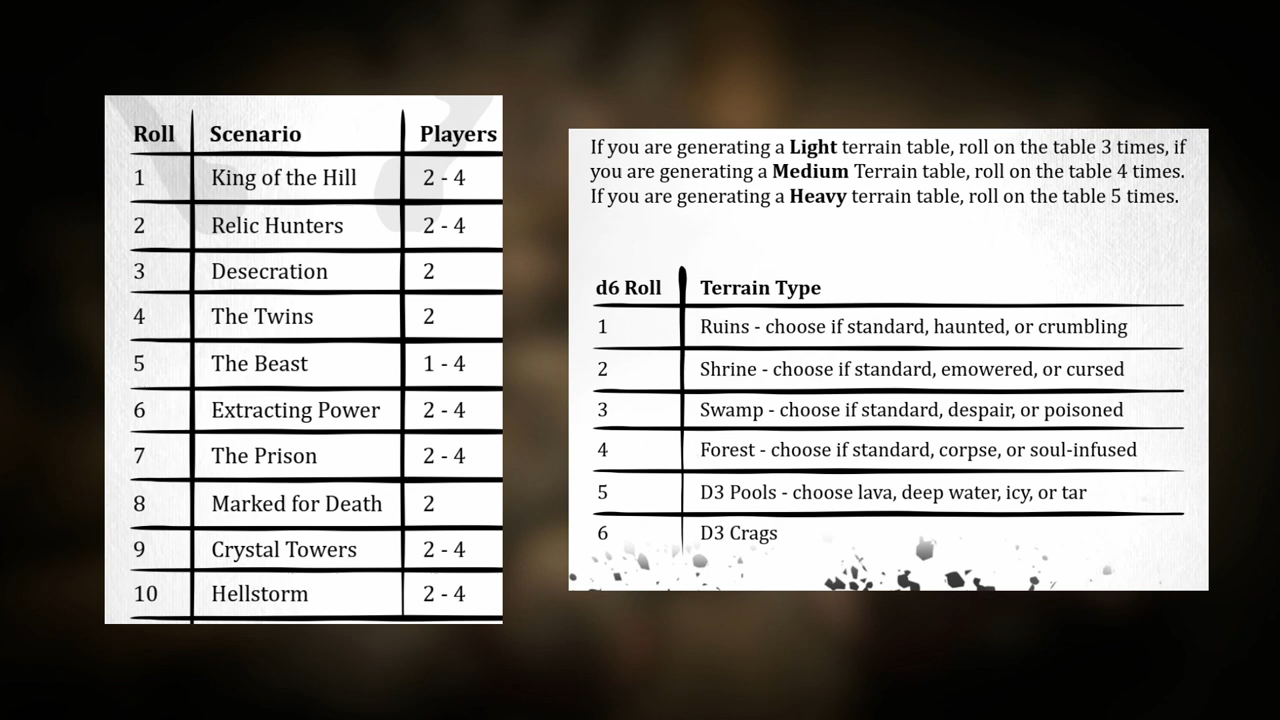 Roll Scenario Players
1 King of the Hill 2 - 4
2 Relic Hunters 2 - 4
3 Desecration 2
4 The Twins 2
5 The Beast 1 - 4
6 Extracting Power 2 - 4
7 The Prison 2 - 4
8 Marked for Death 2
9 Crystal Towers 2 - 4
10 Hellstorm 2 - 4
If you are generating a Light terrain table, roll on the table 3 times, if
you are generating a Medium Terrain table, roll on the table 4 times.
If you are generating a Heavy terrain table, roll on the table 5 times.
d6 Roll Terrain Type
1 Ruins - choose if standard, haunted, or crumbling
2 Shrine - choose if standard, emowered, or cursed
3 Swamp - choose if standard, despair, or poisoned
4 Forest - choose if standard, corpse, or soul-infused
5 D3 Pools - choose lava, deep water, icy, or tar
6 D3 Crags